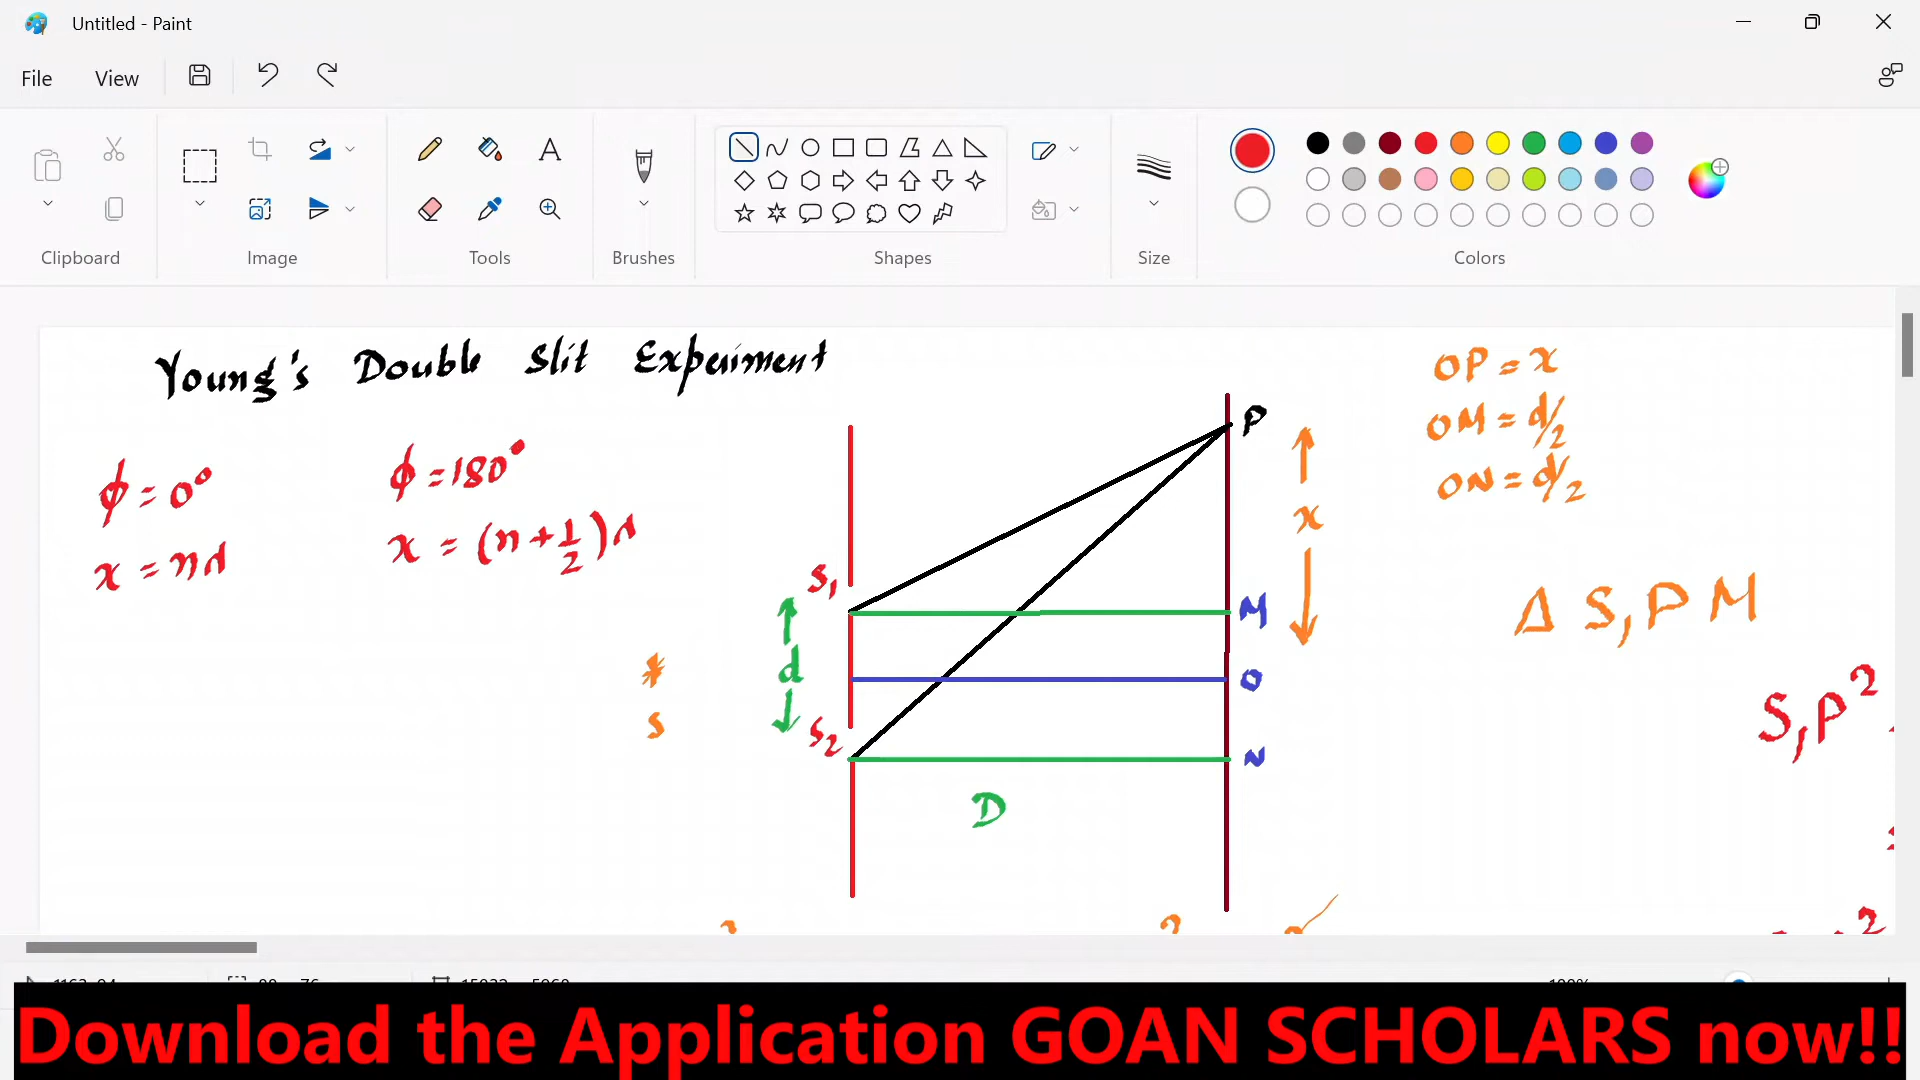 Untitled - Paint
File View
Clipboard
Image
Tools
Brushes
Shapes
Size
Colors
Young's Double Slit Experiment
ϕ = 0°
x = nλ
ϕ = 180°
x = (n + 1/2)λ
S
S₁
d
S₂
D
P
x
M
O
N
OP = x
OM = d/2
ON = d/2
Δ S₁PM
S₁P²
Download the Application GOAN SCHOLARS now!!